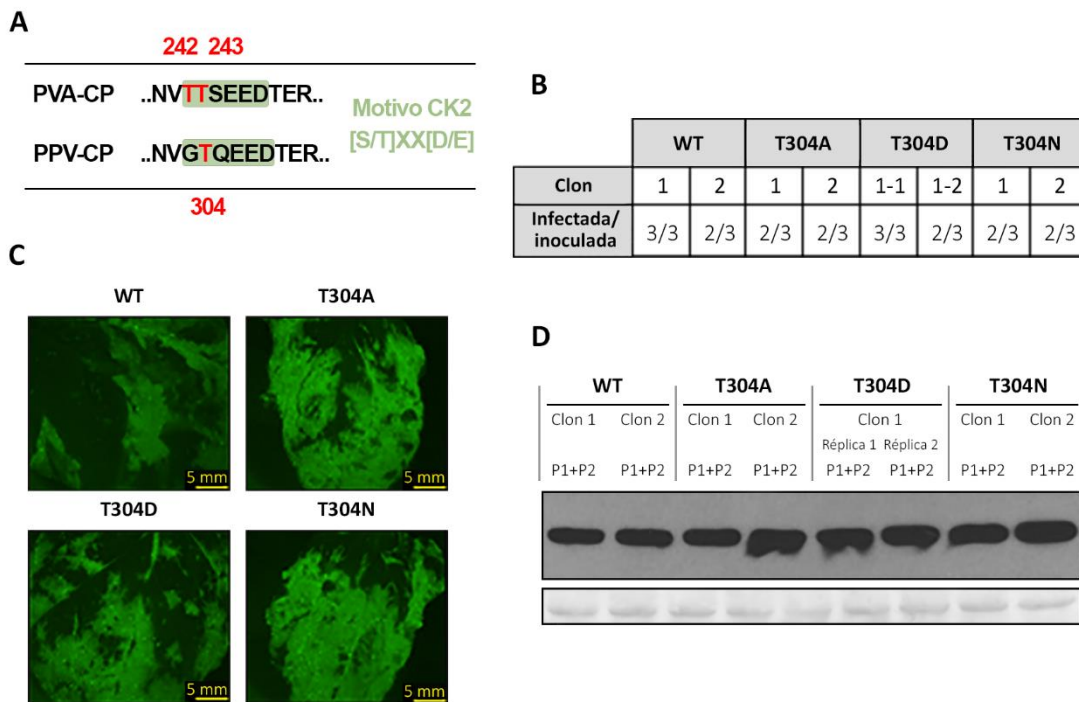 A
242 243
PVA-CP ..NVTTSEEDTER..
PPV-CP ..NVGTQEEDTER..
304
Motivo CK2
[S/T]XX[D/E]
B
WT T304A T304D T304N
Clon 1 2 1 2 1-1 1-2 1 2
Infectada/
inoculada 3/3 2/3 2/3 2/3 3/3 2/3 2/3 2/3
C
WT T304A
5 mm 5 mm
T304D T304N
5 mm 5 mm
D
WT T304A T304D T304N
Clon 1 Clon 2 Clon 1 Clon 2 Clon 1 Clon 1 Clon 2
Réplica 1 Réplica 2
P1+P2 P1+P2 P1+P2 P1+P2 P1+P2 P1+P2 P1+P2 P1+P2